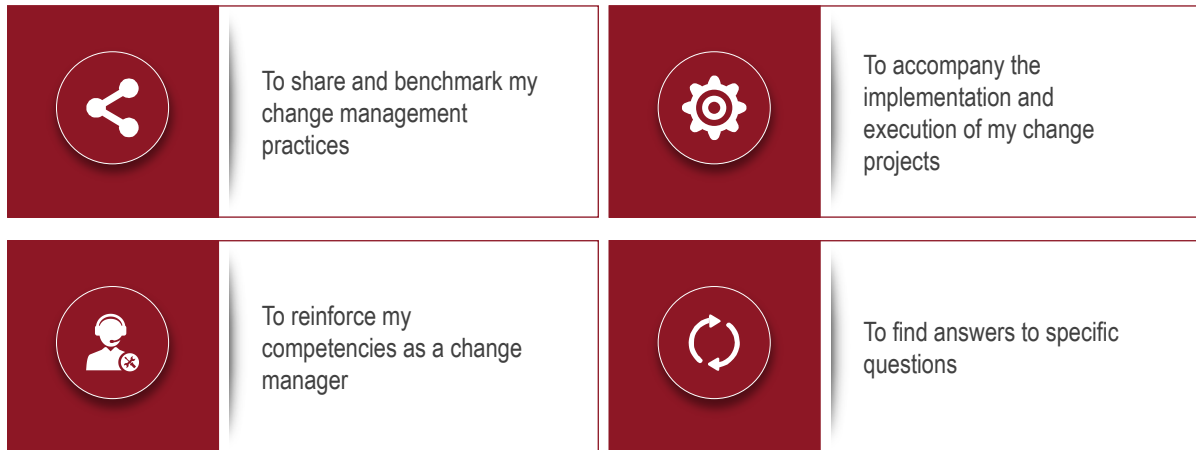 To share and benchmark my
change management
practices
To accompany the
implementation and
execution of my change
projects
To reinforce my
competencies as a change
manager
To find answers to specific
questions